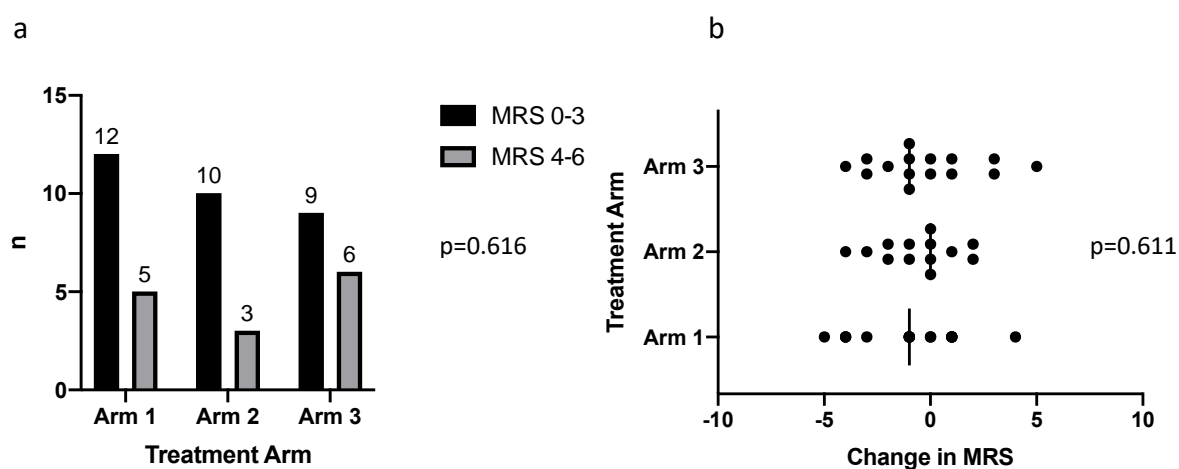 a
15
10
5
0
n
12
5
10
3
9
6
Arm 1
Arm 2
Arm 3
Treatment Arm
MRS 0-3
MRS 4-6
p=0.616
b
Treatment Arm
Arm 3
Arm 2
Arm 1
p=0.611
-10
-5
0
5
10
Change in MRS